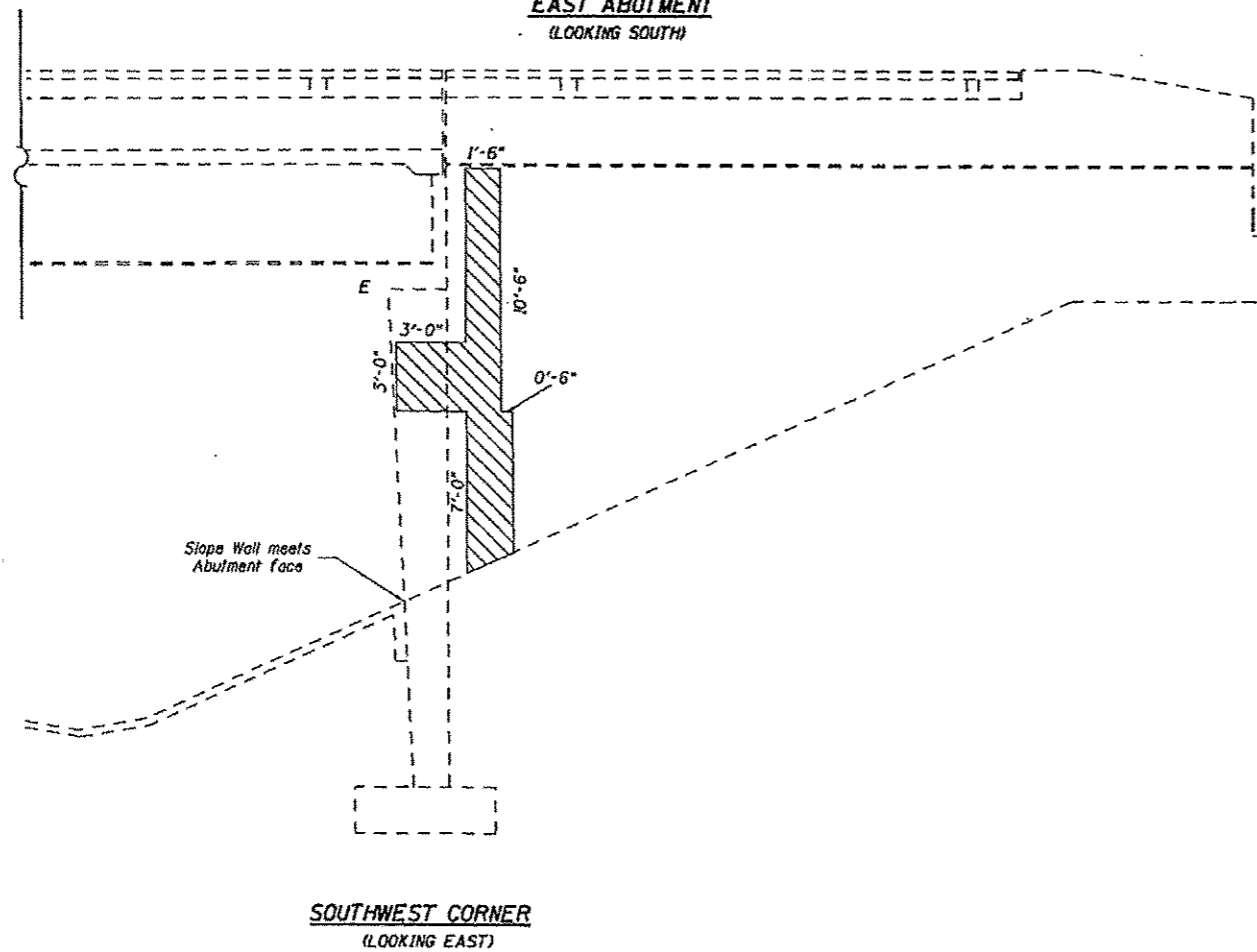 EAST ABUTMENT
(LOOKING SOUTH)
1'-6"
10'-6"
E
3'-0"
3'-0"
0'-6"
7'-0"
Slope Wall meets
Abutment face
SOUTHWEST CORNER
(LOOKING EAST)